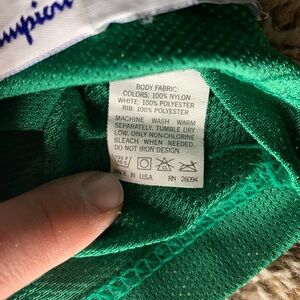 Champion
BODY FABRIC:
COLORS: 100% NYLON
WHITE: 100% POLYESTER
RIB: 100% POLYESTER
MACHINE WASH WARM
SEPARATELY. TUMBLE DRY
LOW. ONLY NON-CHLORINE
BLEACH WHEN NEEDED.
DO NOT IRON DESIGN.
MADE IN U.S.A. RN 26094